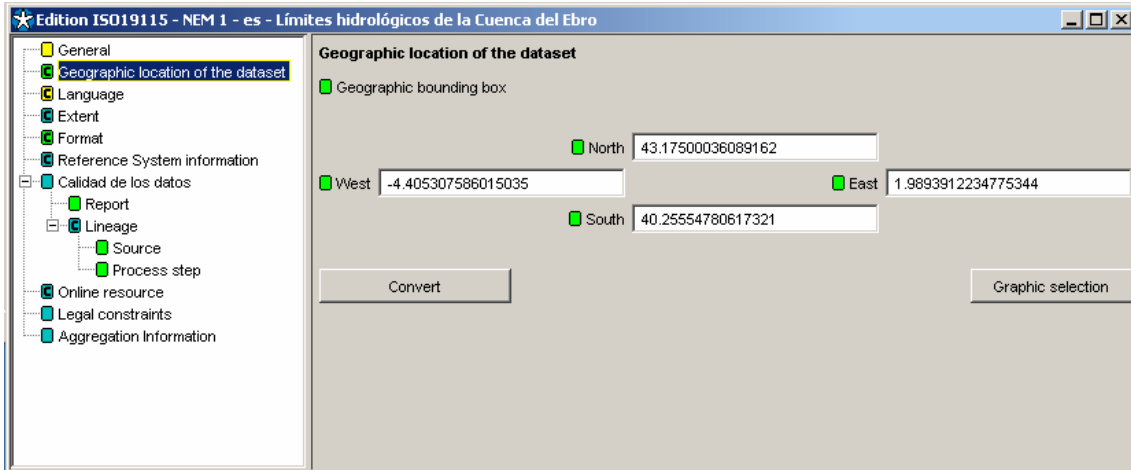 Edition ISO19115 - NEM 1 - es - Límites hidrológicos de la Cuenca del Ebro
General
Geographic location of the dataset
Language
Extent
Format
Reference System information
Calidad de los datos
Report
Lineage
Source
Process step
Online resource
Legal constraints
Aggregation Information
Geographic location of the dataset
Geographic bounding box
North 43.17500036089162
West -4.405307586015035 East 1.9893912234775344
South 40.25554780617321
Convert Graphic selection